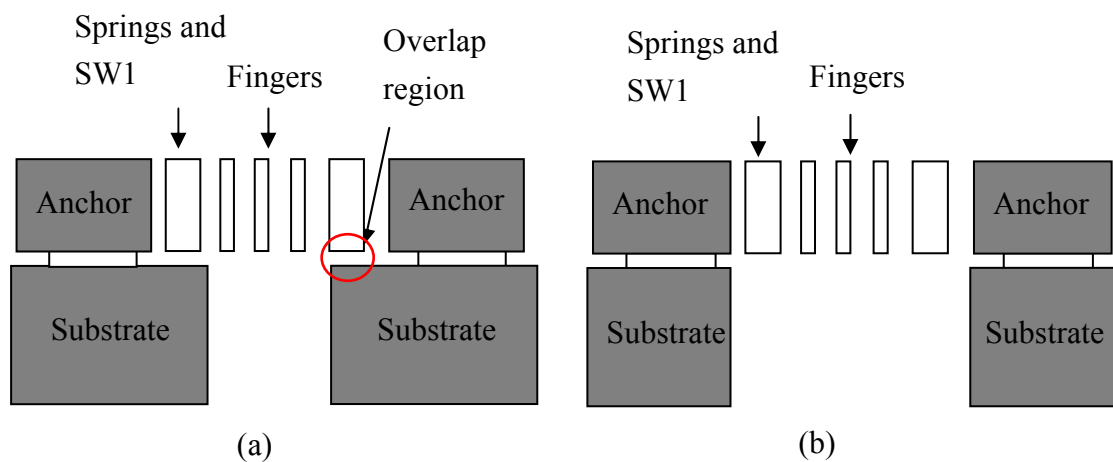 Springs and
SW1
Fingers
Overlap
region
Anchor
Anchor
Substrate
Substrate
(a)
Springs and
SW1
Fingers
Anchor
Anchor
Substrate
Substrate
(b)